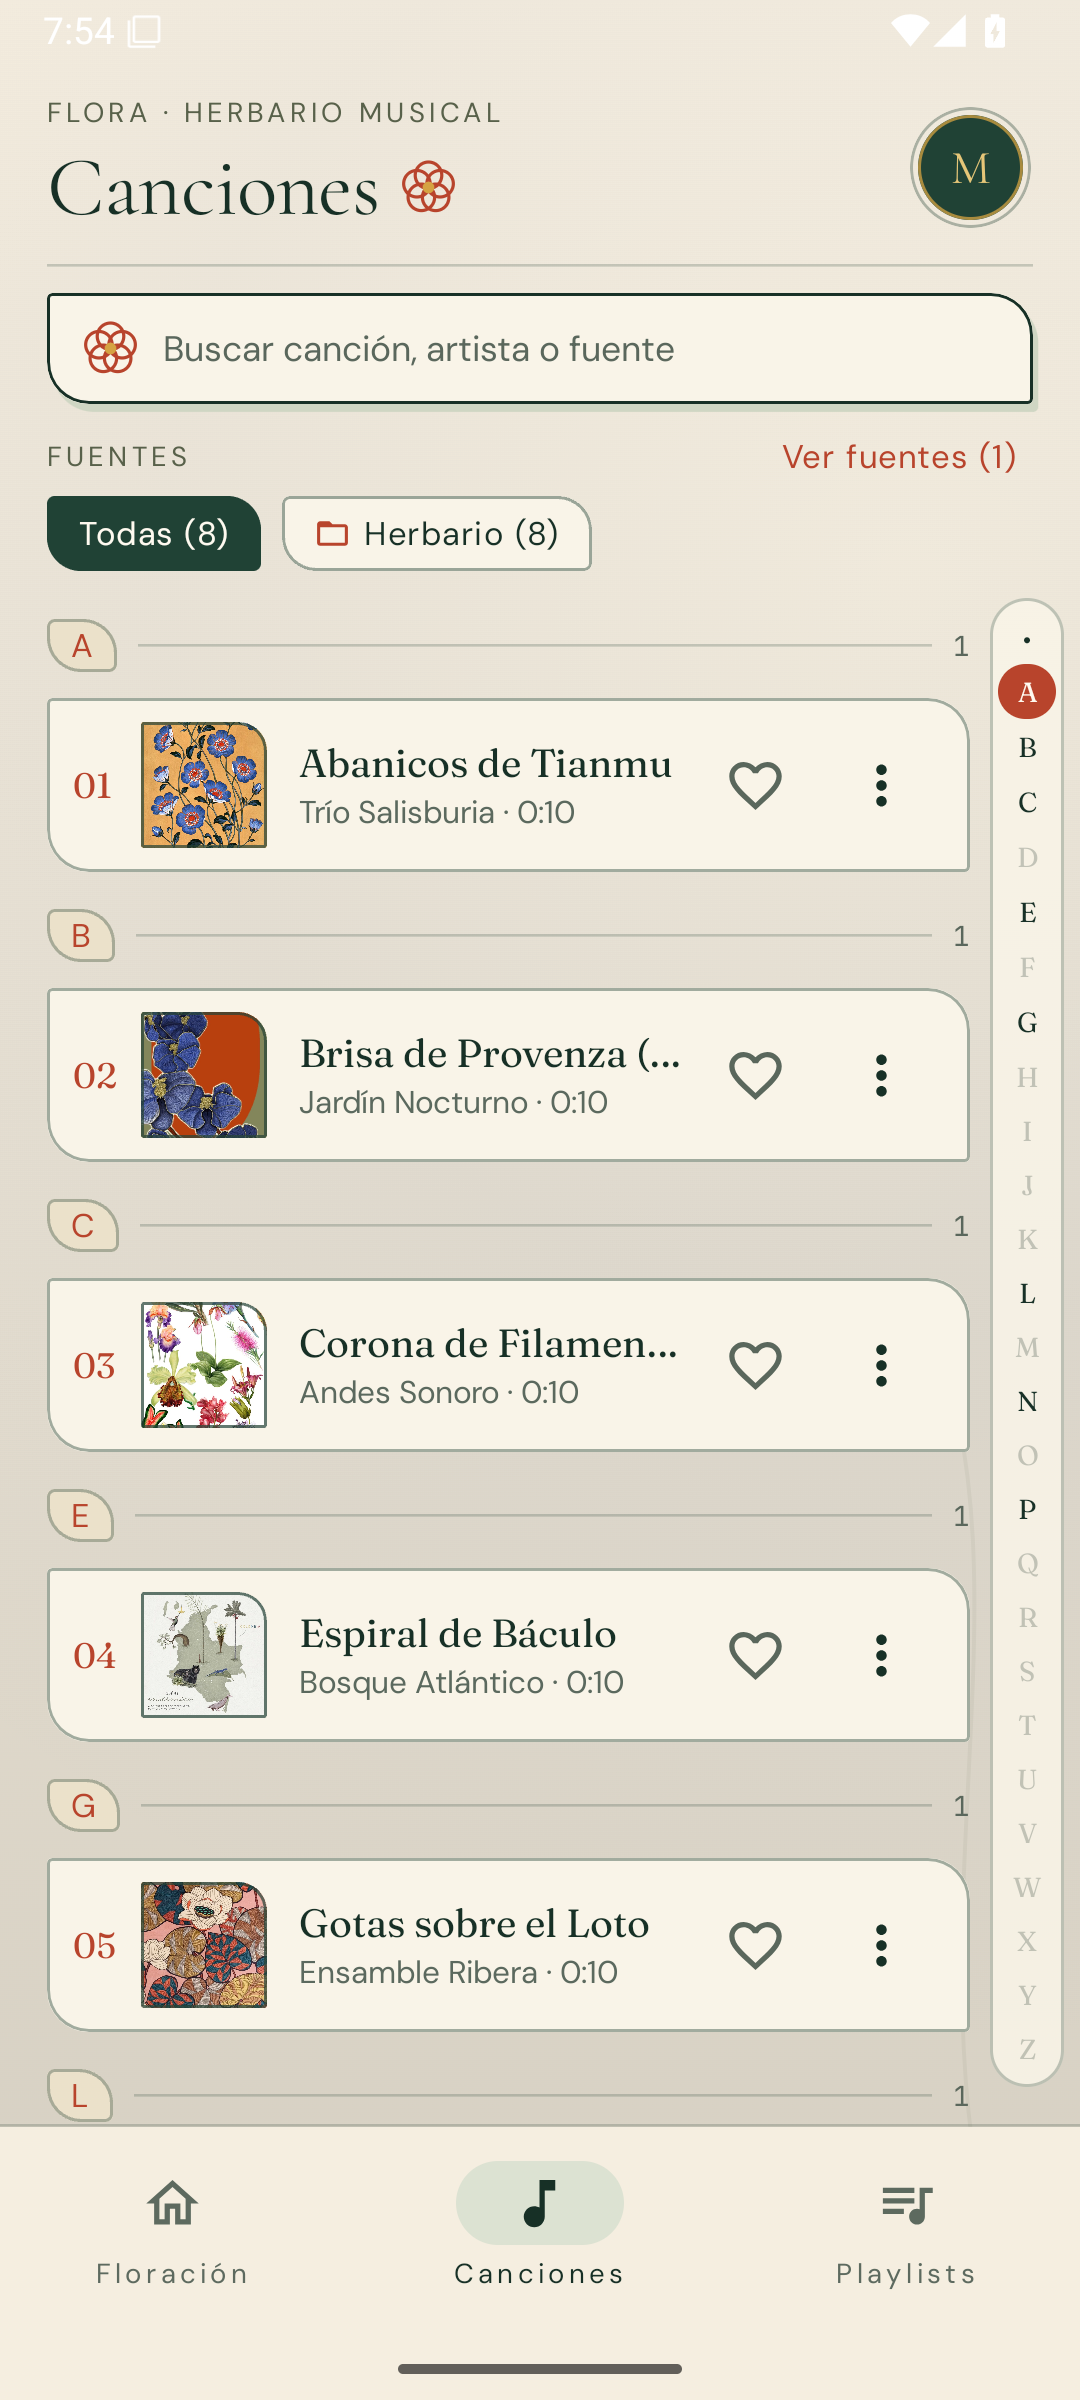 7:54
FLORA · HERBARIO MUSICAL
Canciones
M
Buscar canción, artista o fuente
FUENTES
Ver fuentes (1)
Todas (8)
Herbario (8)
A
1
01
Abanicos de Tianmu
Trío Salisburia · 0:10
B
1
02
Brisa de Provenza (...
Jardín Nocturno · 0:10
C
1
03
Corona de Filamen...
Andes Sonoro · 0:10
E
1
04
Espiral de Báculo
Bosque Atlántico · 0:10
G
1
05
Gotas sobre el Loto
Ensamble Ribera · 0:10
L
1
•
A
B
C
D
E
F
G
H
I
J
K
L
M
N
O
P
Q
R
S
T
U
V
W
X
Y
Z
Floración
Canciones
Playlists